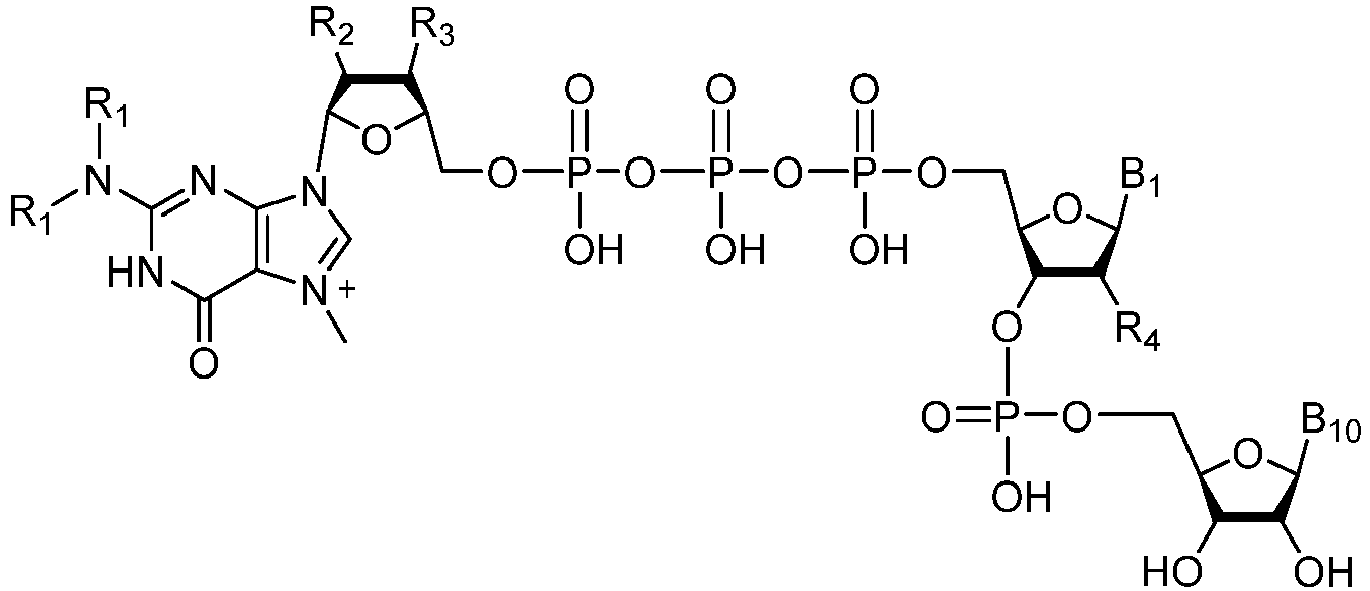 R2 R3
R1
O O O
N N N O O P O P O P O B1
R1 O
HN OH OH OH
N +
O O R4
O P O B10
O
OH
HO OH